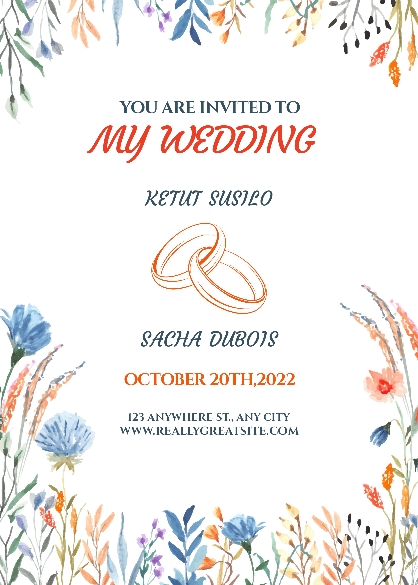 YOU ARE INVITED TO
MY WEDDING
KETUT SUSILO
SACHA DUBOIS
OCTOBER 20TH,2022
123 ANYWHERE ST., ANY CITY
WWW.REALLYGREATSITE.COM